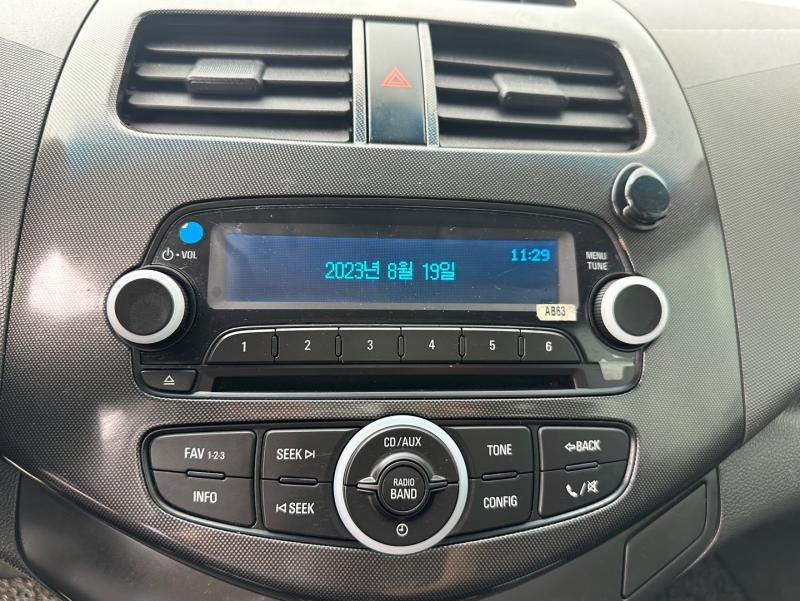 11:29
2023년 8월 19일
VOL
MENU
TUNE
AB63
1 2 3 4 5 6
FAV 1-2-3
SEEK
CD/AUX
TONE
BACK
INFO
SEEK
RADIO
BAND
CONFIG